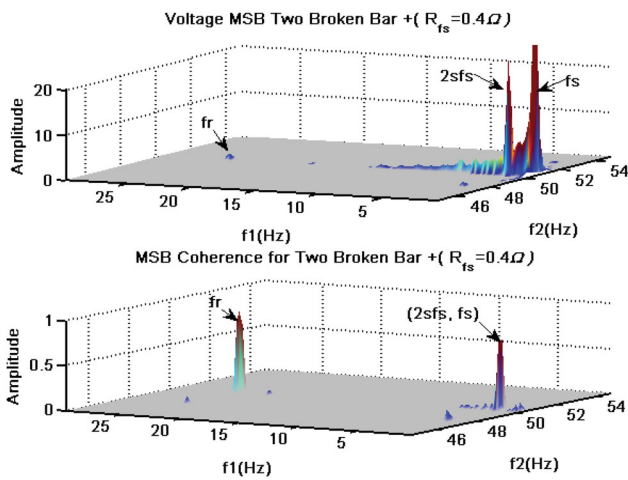 Voltage MSB Two Broken Bar +( R_fs=0.4Ω)
2sfs
fs
fr
20
10
0
Amplitude
25
20
15
10
5
f1(Hz)
46
48
50
52
54
f2(Hz)
MSB Coherence for Two Broken Bar +( R_fs=0.4Ω)
fr
(2sfs, fs)
1
0.5
0
Amplitude
25
20
15
10
5
f1(Hz)
46
48
50
52
54
f2(Hz)